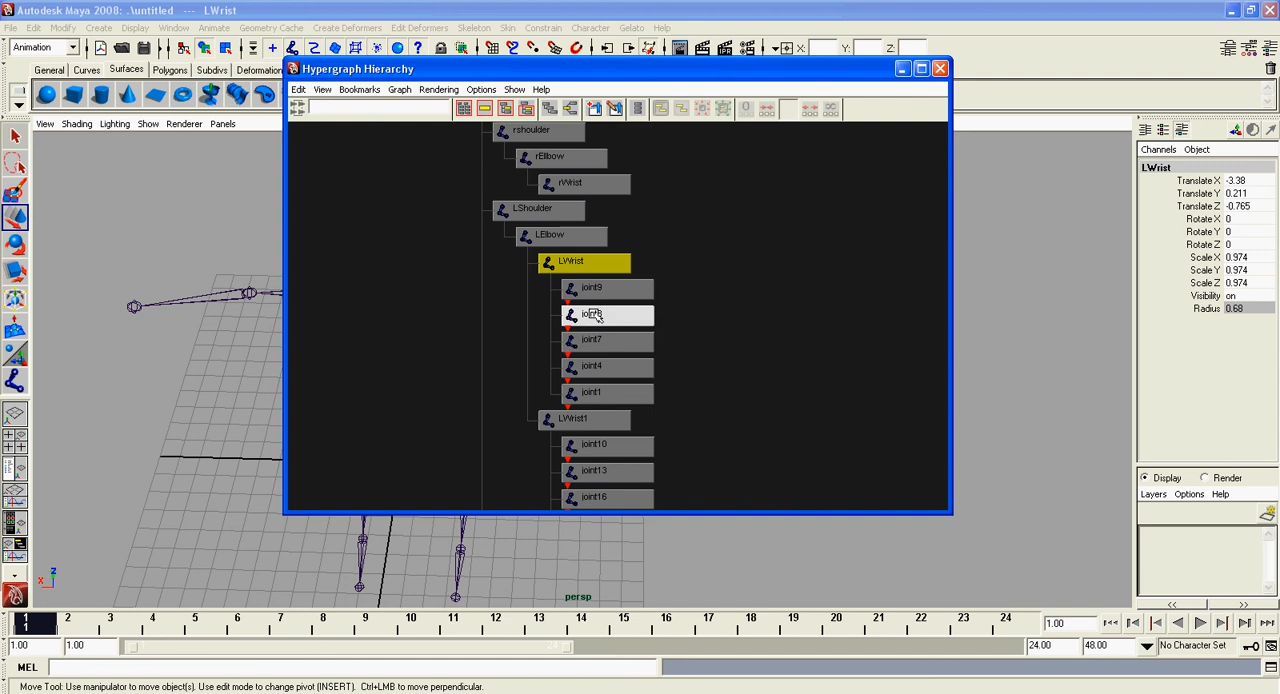 Autodesk Maya 2008: .\untitled --- LWrist
File Edit Modify Create Display Window Animate Geometry Cache Create Deformers Edit Deformers Skeleton Skin Constrain Character Gelato Help
Animation X: Y: Z:
General Curves Surfaces Polygons Subdivs Deformation
View Shading Lighting Show Renderer Panels
Hypergraph Hierarchy
Edit View Bookmarks Graph Rendering Options Show Help
rshoulder
rElbow
rWrist
LShoulder
LElbow
LWrist
joint9
joint7
joint4
joint1
LWrist1
joint10
joint13
joint16
Channels Object
LWrist
Translate X -3.38
Translate Y 0.211
Translate Z -0.765
Rotate X 0
Rotate Y 0
Rotate Z 0
Scale X 0.974
Scale Y 0.974
Scale Z 0.974
Visibility on
Radius 0.68
Display Render
Layers Options Help
z
x
persp
1 2 3 4 5 6 7 8 9 10 11 12 13 14 15 16 17 18 19 20 21 22 23 24 1.00
1
1.00 1.00 1 24 24.00 48.00 No Character Set
MEL
Move Tool: Use manipulator to move object(s). Use edit mode to change pivot (INSERT). Ctrl+LMB to move perpendicular.